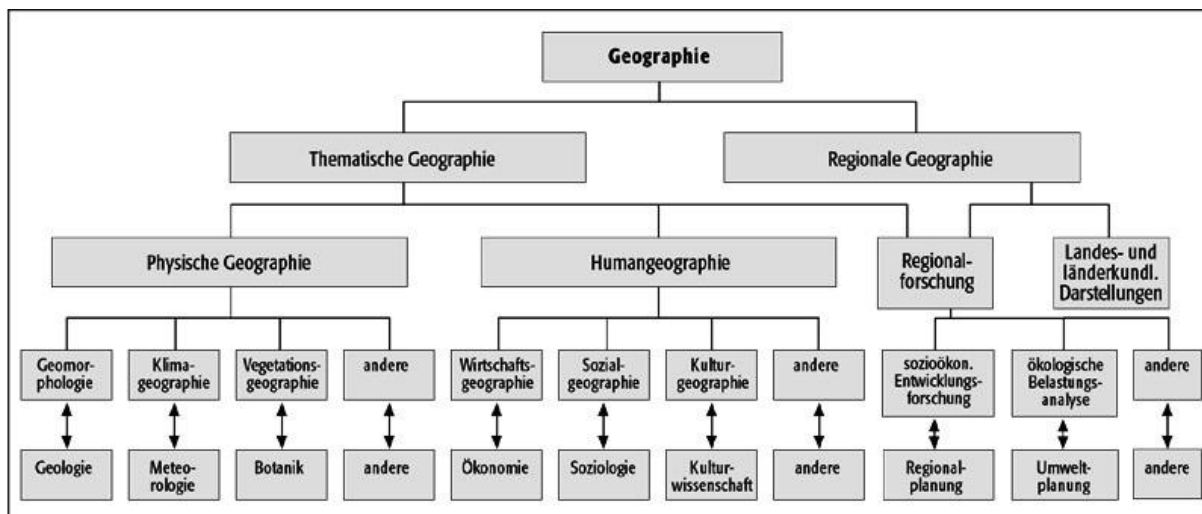 Geographie
Thematische Geographie
Regionale Geographie
Physische Geographie
Humangeographie
Regional-
forschung
Landes- und
länderkundl.
Darstellungen
Geomor-
phologie
Klima-
geographie
Vegetations-
geographie
andere
Wirtschafts-
geographie
Sozial-
geographie
Kultur-
geographie
andere
sozioökon.
Entwicklungs-
forschung
ökologische
Belastungs-
analyse
andere
Geologie
Meteo-
rologie
Botanik
andere
Ökonomie
Soziologie
Kultur-
wissenschaft
andere
Regional-
planung
Umwelt-
planung
andere